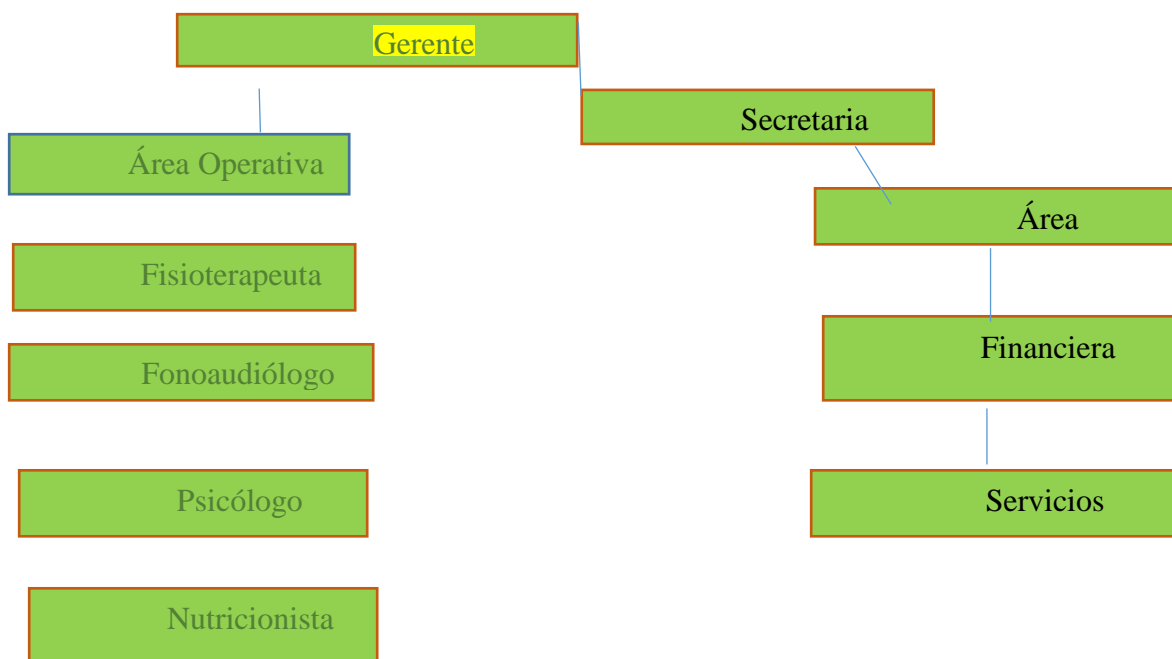 Gerente
Secretaria
Área Operativa
Área
Fisioterapeuta
Financiera
Fonoaudiólogo
Psicólogo
Servicios
Nutricionista